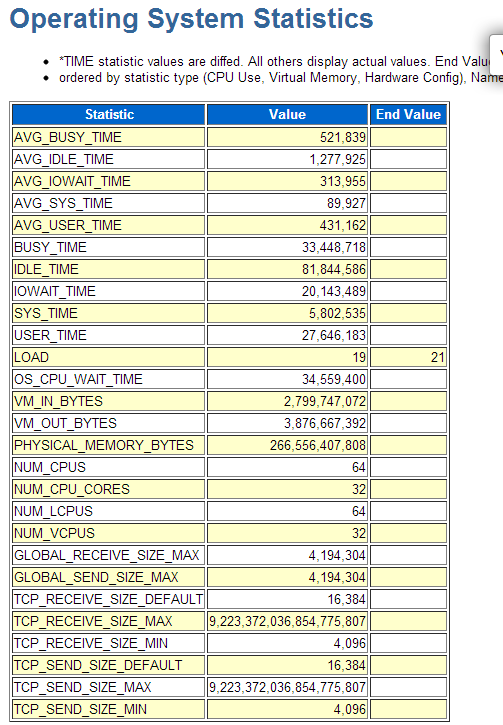 Operating System Statistics
*TIME statistic values are diffed. All others display actual values. End
ordered by statistic type (CPU Use, Virtual Memory, Hardware Config),
Statistic Value End Value
AVG_BUSY_TIME 521,839
AVG_IDLE_TIME 1,277,925
AVG_IOWAIT_TIME 313,955
AVG_SYS_TIME 89,927
AVG_USER_TIME 431,162
BUSY_TIME 33,448,718
IDLE_TIME 81,844,586
IOWAIT_TIME 20,143,489
SYS_TIME 5,802,535
USER_TIME 27,646,183
LOAD 19 21
OS_CPU_WAIT_TIME 34,559,400
VM_IN_BYTES 2,799,747,072
VM_OUT_BYTES 3,876,667,392
PHYSICAL_MEMORY_BYTES 266,556,407,808
NUM_CPUS 64
NUM_CPU_CORES 32
NUM_LCPUS 64
NUM_VCPUS 32
GLOBAL_RECEIVE_SIZE_MAX 4,194,304
GLOBAL_SEND_SIZE_MAX 4,194,304
TCP_RECEIVE_SIZE_DEFAULT 16,384
TCP_RECEIVE_SIZE_MAX 9,223,372,036,854,775,807
TCP_RECEIVE_SIZE_MIN 4,096
TCP_SEND_SIZE_DEFAULT 16,384
TCP_SEND_SIZE_MAX 9,223,372,036,854,775,807
TCP_SEND_SIZE_MIN 4,096